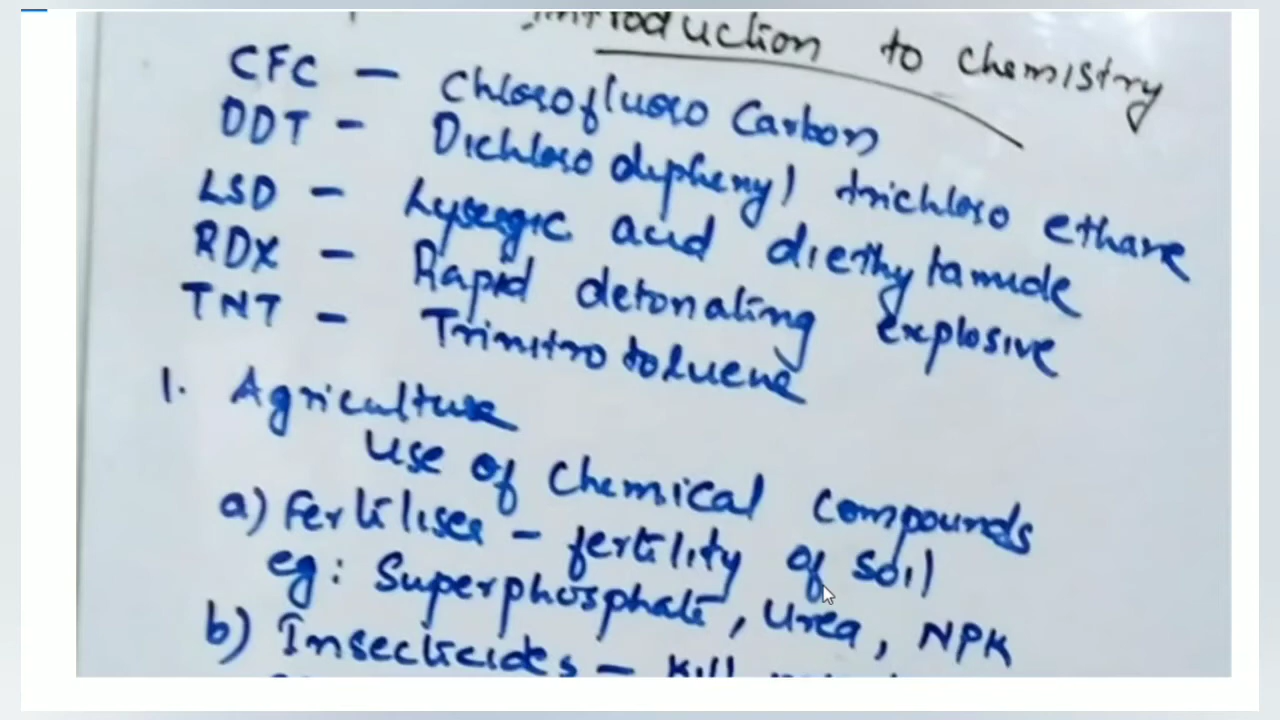 Introduction to Chemistry
CFC - Chlorofluoro Carbon
DDT - Dichloro diphenyl trichloro ethane
LSD - Lysergic acid diethylamide
RDX - Rapid detonating explosive
TNT - Trinitro toluene
1. Agriculture
Use of Chemical compounds
a) Fertiliser - fertility of soil
eg: Superphosphate, Urea, NPK
b) Insecticides - Kill